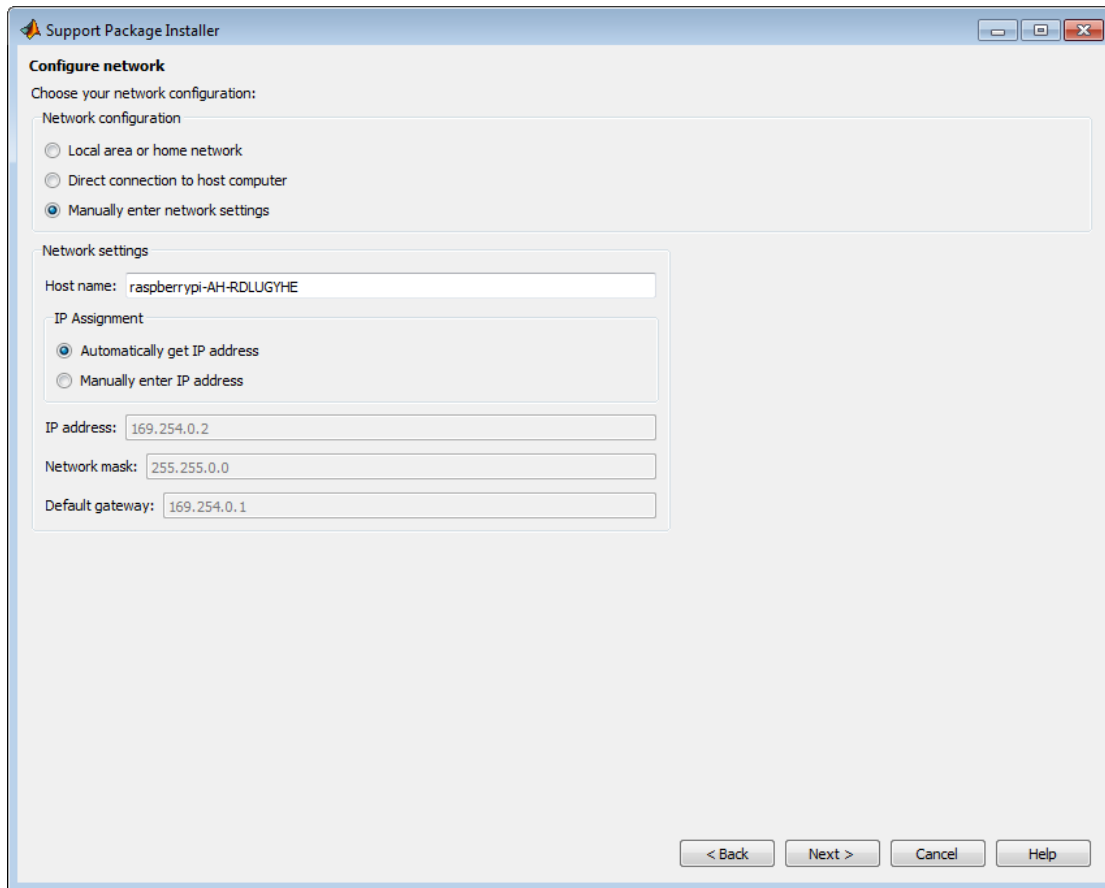 Support Package Installer
Configure network
Choose your network configuration:
Network configuration
Local area or home network
Direct connection to host computer
Manually enter network settings
Network settings
Host name: raspberrypi-AH-RDLUGYHE
IP Assignment
Automatically get IP address
Manually enter IP address
IP address: 169.254.0.2
Network mask: 255.255.0.0
Default gateway: 169.254.0.1
< Back Next > Cancel Help